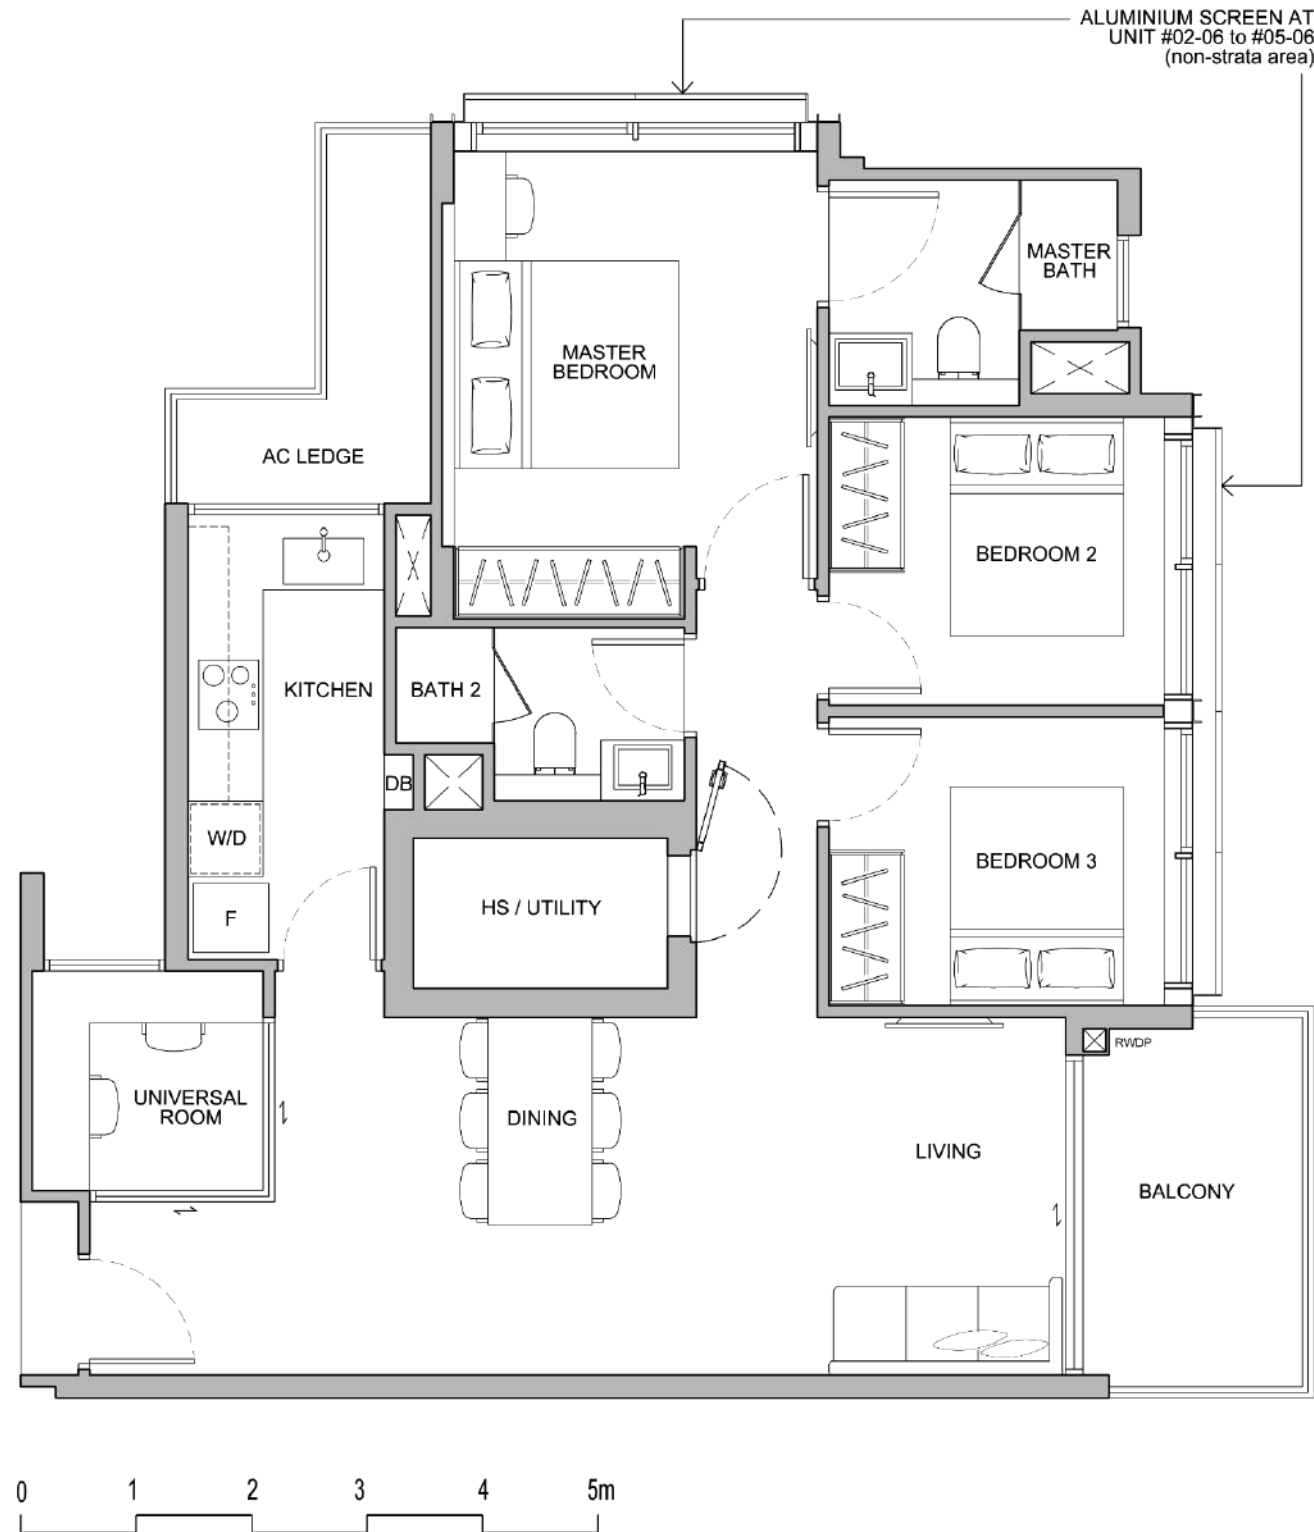 ALUMINIUM SCREEN AT
UNIT #02-06 to #05-06
(non-strata area)
MASTER
BATH
MASTER
BEDROOM
AC LEDGE
BEDROOM 2
KITCHEN
BATH 2
DB
W/D
BEDROOM 3
HS / UTILITY
F
RWDP
UNIVERSAL
ROOM
DINING
LIVING
BALCONY
0 1 2 3 4 5m